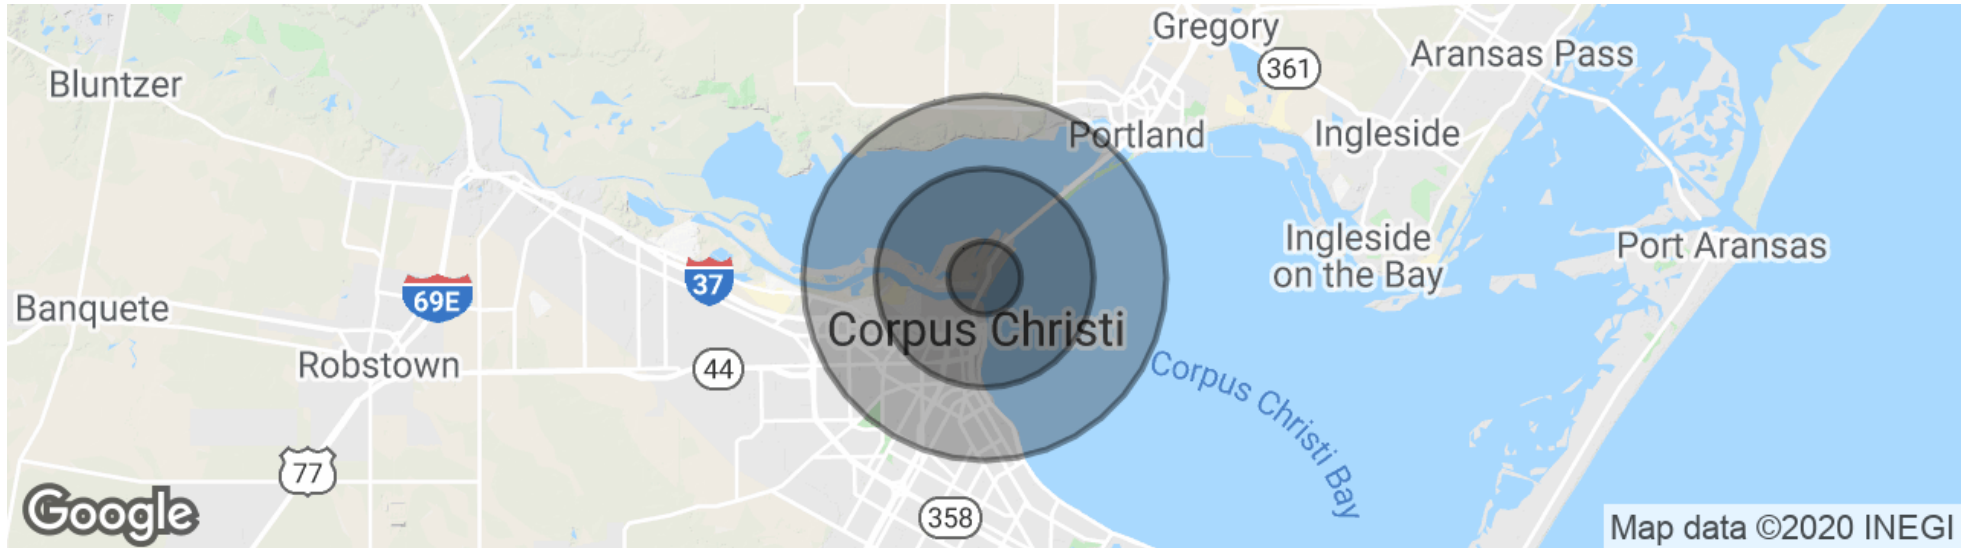 Gregory
361
Aransas Pass
Bluntzer
Portland
Ingleside
Ingleside
on the Bay
Port Aransas
37
69E
Banquete
Corpus Christi
Robstown
44
Corpus Christi Bay
77
Google
358
Map data ©2020 INEGI